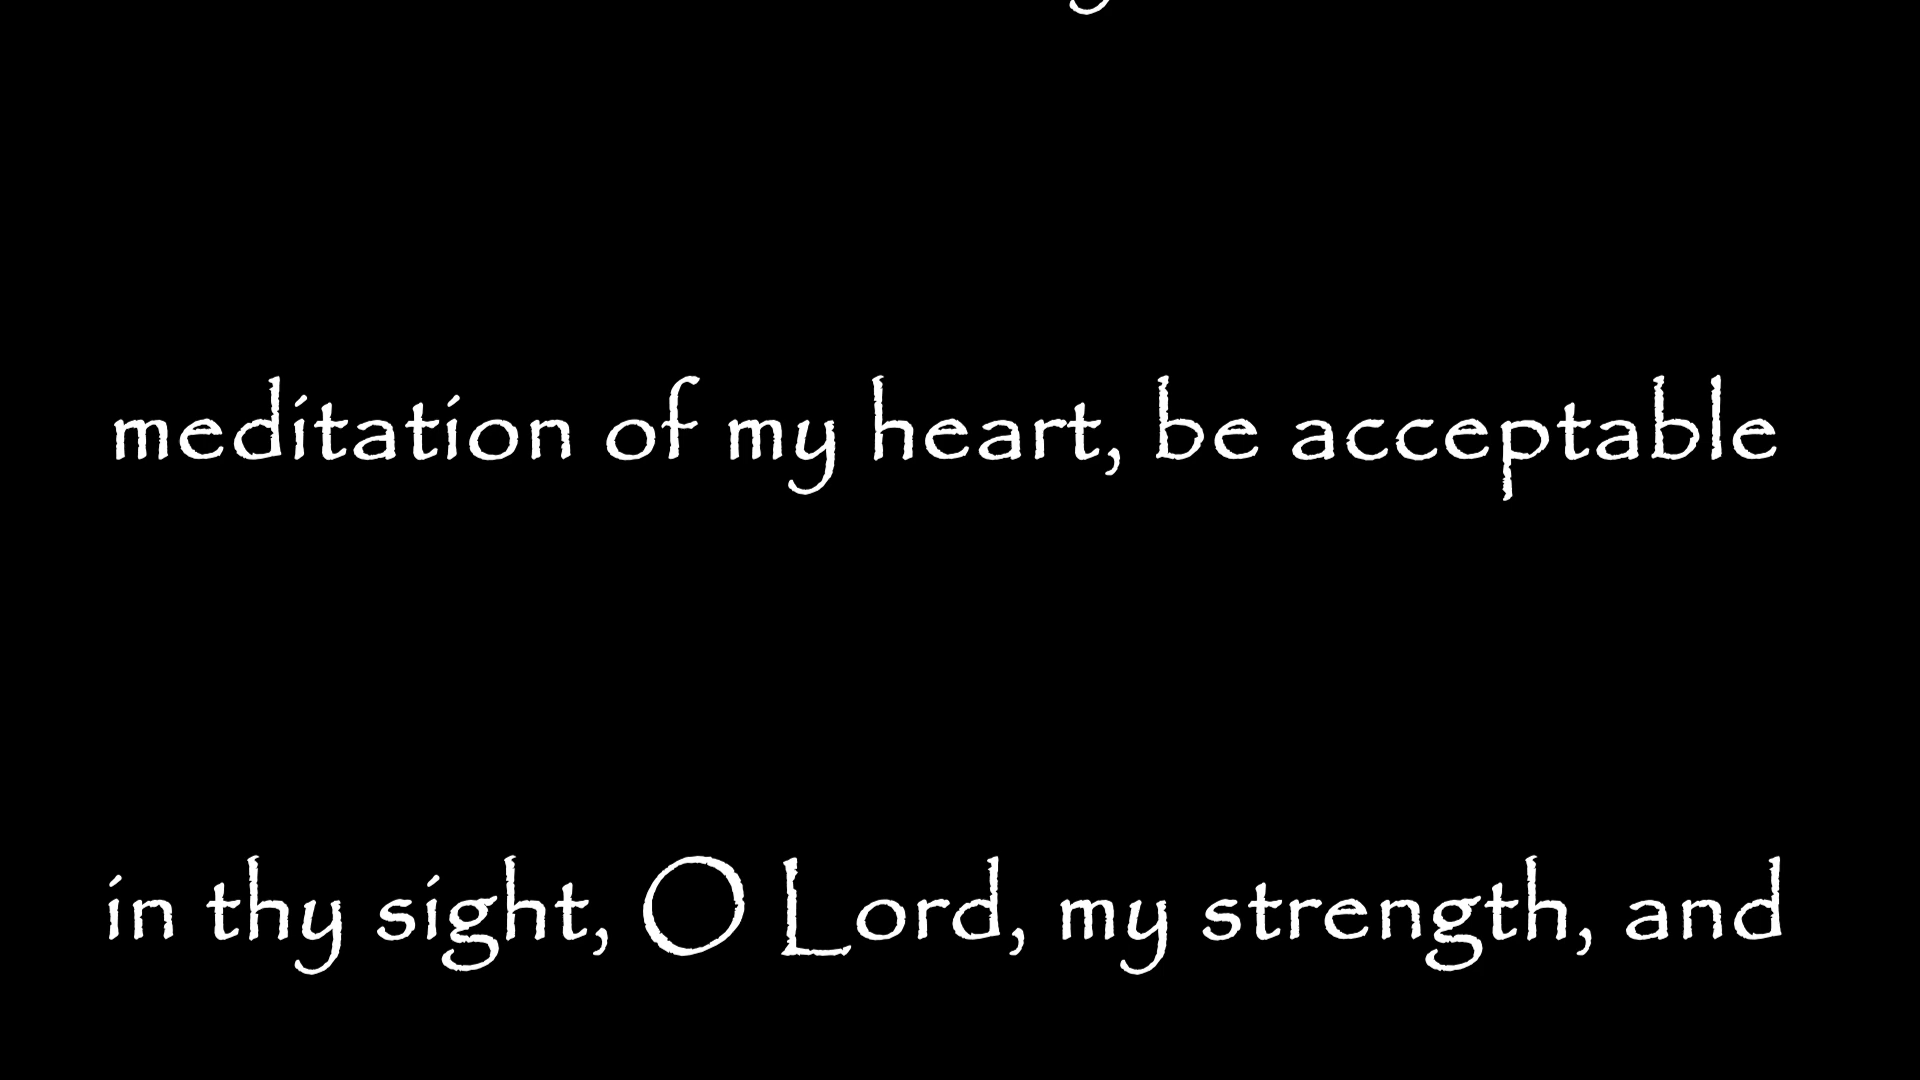 meditation of my heart, be acceptable
in thy sight, O Lord, my strength, and